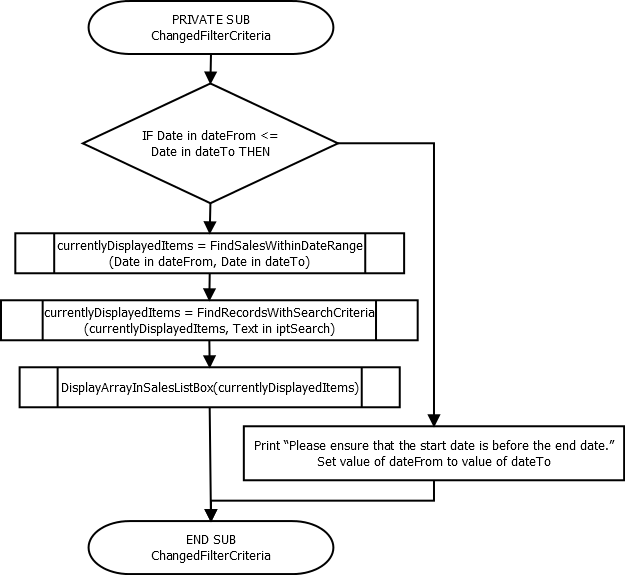 PRIVATE SUB
ChangedFilterCriteria
IF Date in dateFrom <=
Date in dateTo THEN
currentlyDisplayedItems = FindSalesWithinDateRange
(Date in dateFrom, Date in dateTo)
currentlyDisplayedItems = FindRecordsWithSearchCriteria
(currentlyDisplayedItems, Text in iptSearch)
DisplayArrayInSalesListBox(currentlyDisplayedItems)
Print “Please ensure that the start date is before the end date.”
Set value of dateFrom to value of dateTo
END SUB
ChangedFilterCriteria